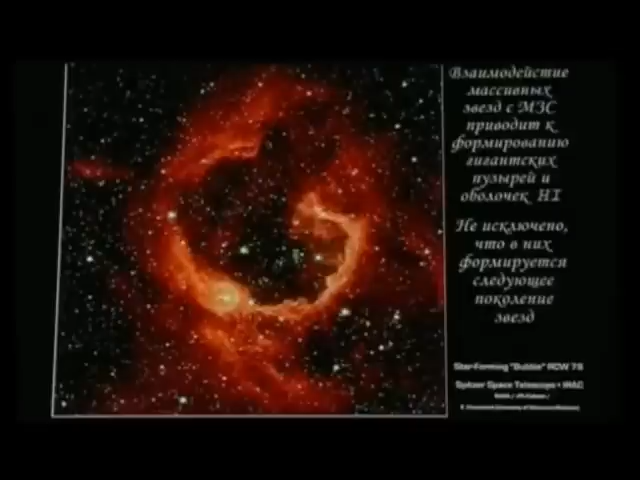 Взаимодействие
массивных
звезд с МЗС
приводит к
формированию
гигантских
пузырей и
оболочек HI
Не исключено,
что в них
формируется
следующее
поколение
звезд
Star-Forming "Bubble" RCW 79
Spitzer Space Telescope • IRAC